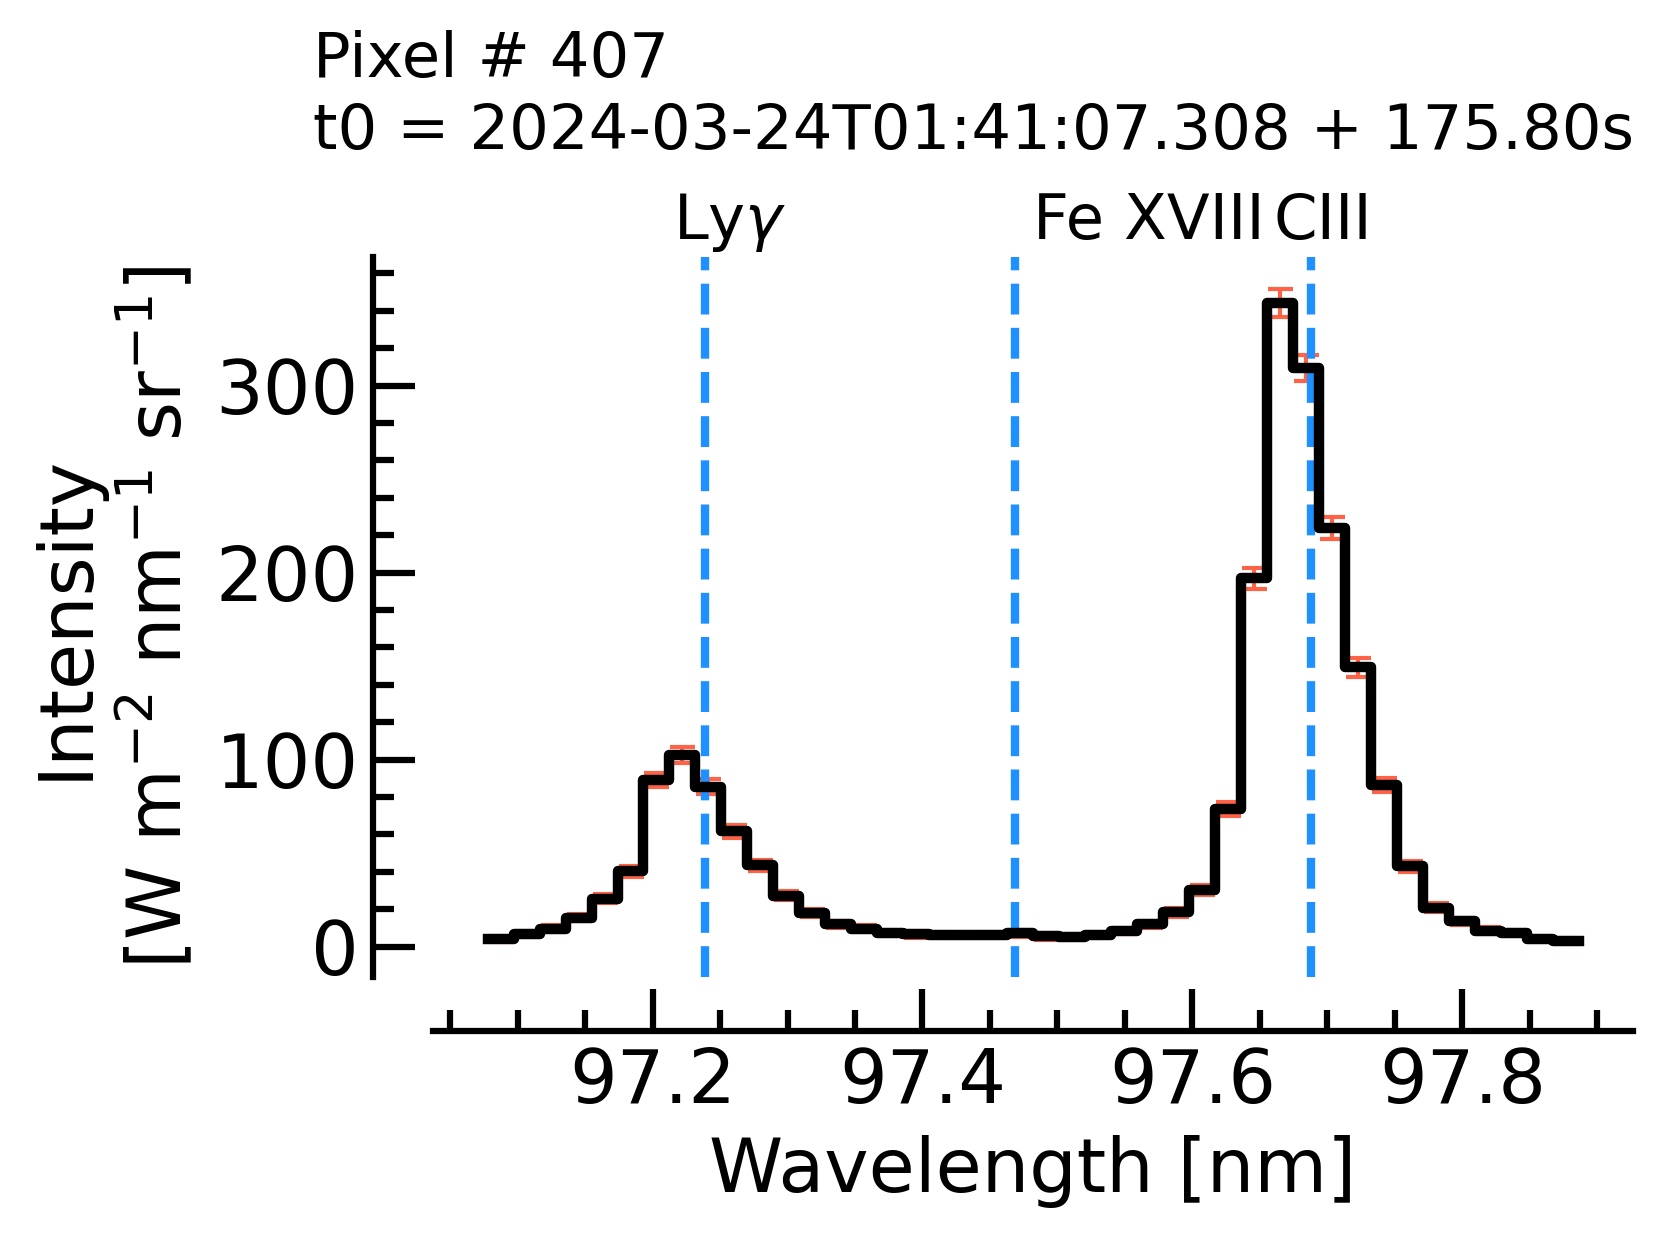 Pixel # 407
t0 = 2024-03-24T01:41:07.308 + 175.80s
Lyγ Fe XVIII CIII
Intensity
[W m⁻² nm⁻¹ sr⁻¹]
300
200
100
0
97.2 97.4 97.6 97.8
Wavelength [nm]